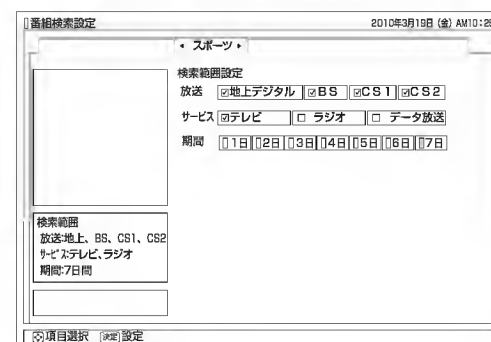 番組検索設定 2010年3月19日 (金) AM10:29
スポーツ
検索範囲設定
放送 ☑地上デジタル ☑BS ☑CS1 ☑CS2
サービス ☑テレビ □ ラジオ □ データ放送
期間 1日 2日 3日 4日 5日 6日 7日
検索範囲
放送:地上、BS、CS1、CS2
サービス:テレビ、ラジオ
期間:7日間
項目選択 決定 設定